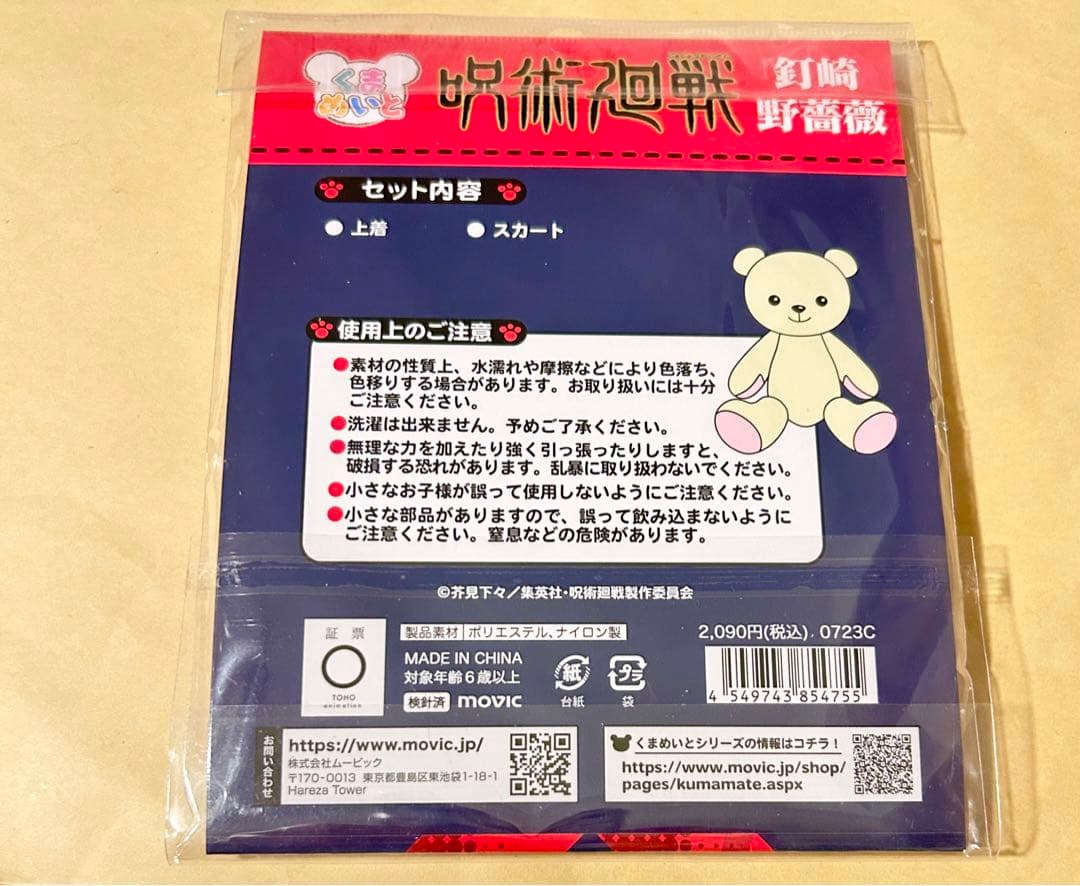 くま
めいと
呪術廻戦
釘崎
野薔薇
セット内容
●上着
●スカート
使用上のご注意
●素材の性質上、水濡れや摩擦などにより色落ち、
色移りする場合があります。お取り扱いには十分
ご注意ください。
●洗濯は出来ません。予めご了承ください。
●無理な力を加えたり強く引っ張ったりしますと、
破損する恐れがあります。乱暴に取り扱わないでください。
●小さなお子様が誤って使用しないようにご注意ください。
●小さな部品がありますので、誤って飲み込まないように
ご注意ください。窒息などの危険があります。
©芥見下々／集英社・呪術廻戦製作委員会
証 票
TOHO
animation
製品素材 ポリエステル、ナイロン製
MADE IN CHINA
対象年齢6歳以上
検針済 movic
紙
台紙
プラ
袋
2,090円(税込) 0723C
4 549743 854755
お問い合わせ
https://www.movic.jp/
株式会社ムービック
〒170-0013 東京都豊島区東池袋1-18-1
Hareza Tower
くまめいとシリーズの情報はコチラ！
https://www.movic.jp/shop/
pages/kumamate.aspx